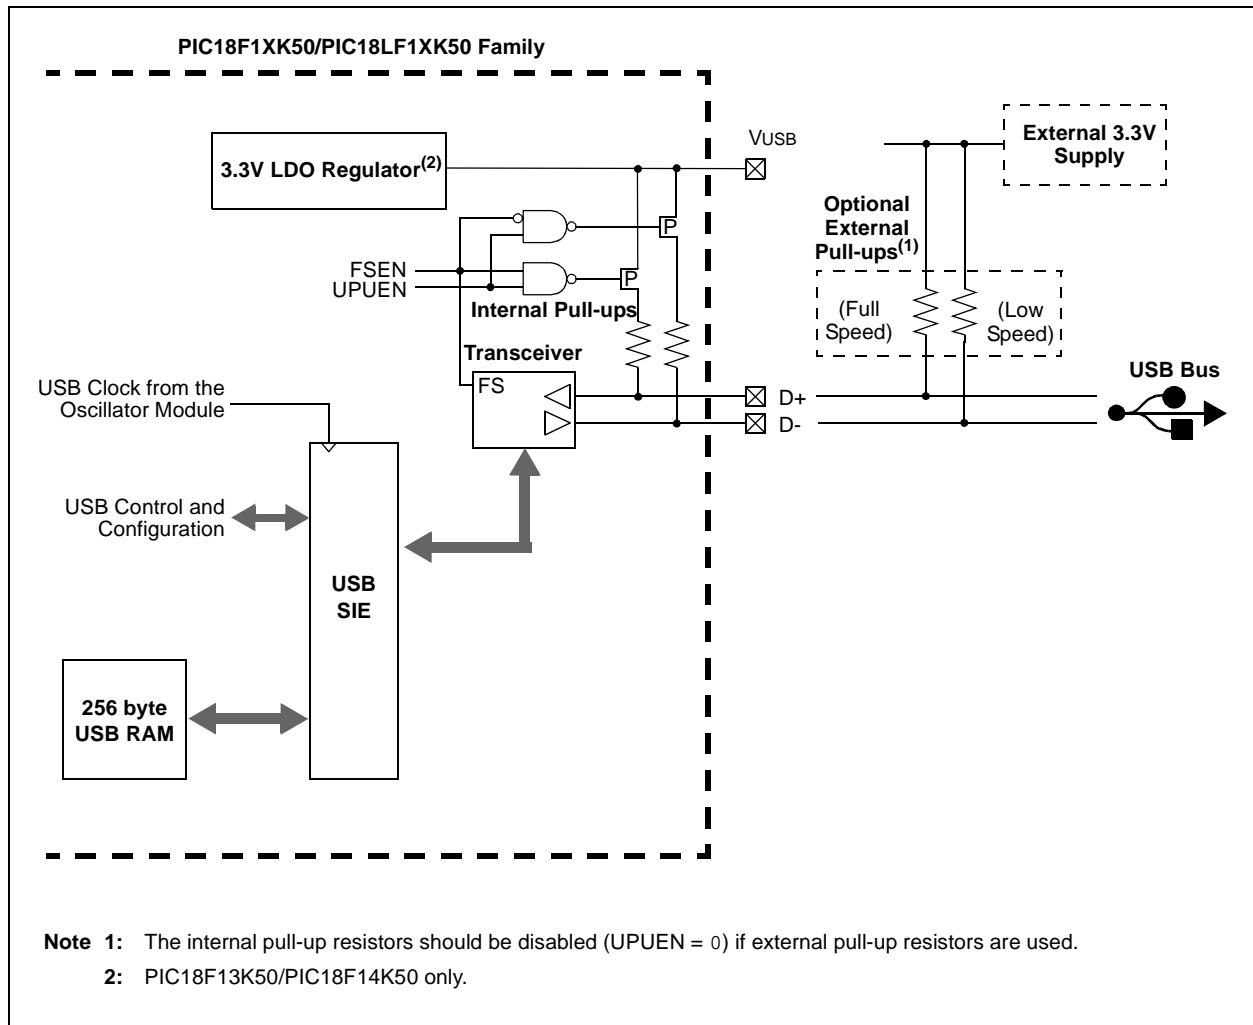 PIC18F1XK50/PIC18LF1XK50 Family
3.3V LDO Regulator(2)
VUSB
External 3.3V
Supply
Optional
External
Pull-ups(1)
P
P
FSEN
UPUEN
Internal Pull-ups
(Full
Speed)
(Low
Speed)
Transceiver
FS
USB Clock from the
Oscillator Module
D+
D-
USB Bus
USB Control and
Configuration
USB
SIE
256 byte
USB RAM
Note 1: The internal pull-up resistors should be disabled (UPUEN = 0) if external pull-up resistors are used.
2: PIC18F13K50/PIC18F14K50 only.